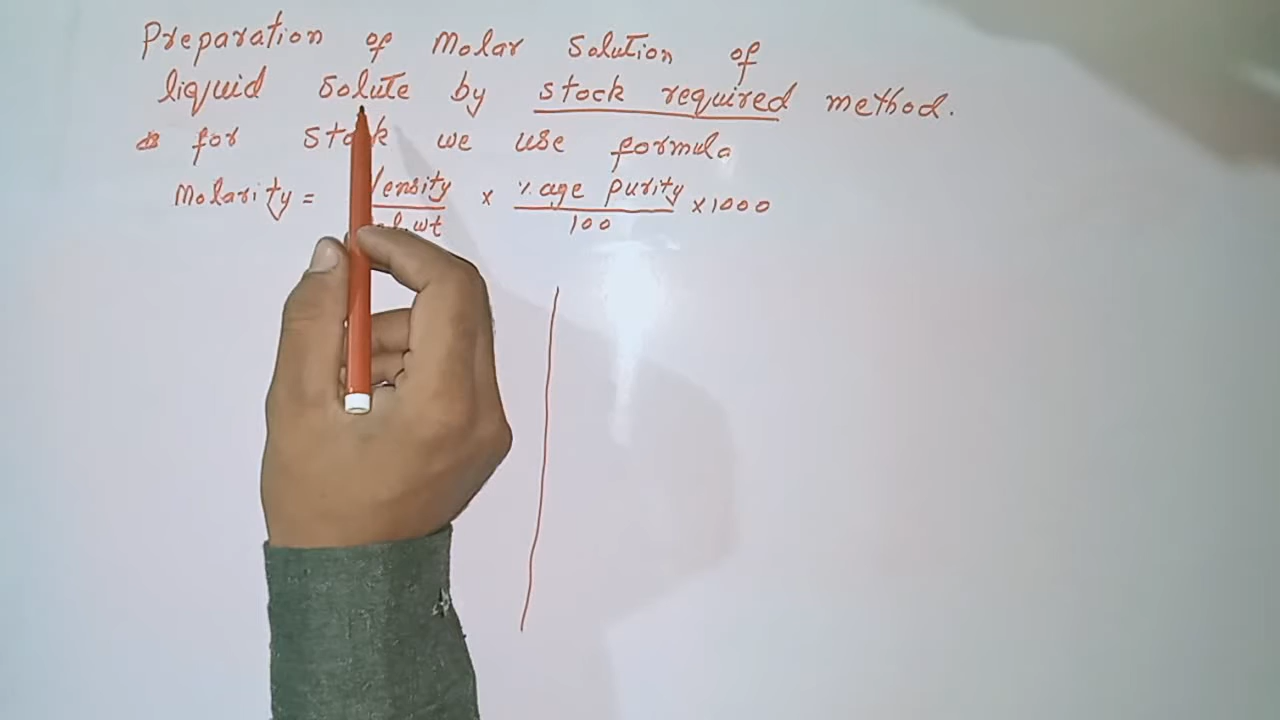 Preparation of Molar Solution of
liquid Solute by stock required method.
for stock we use formula
Molarity = Density / wt × %age purity / 100 × 1000